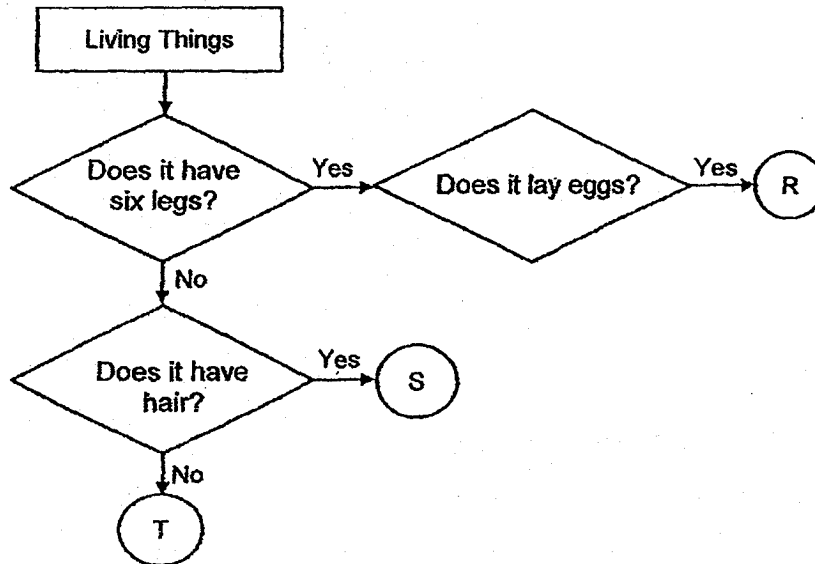 Living Things
Does it have
six legs?
Yes
Does it lay eggs?
Yes
R
No
Does it have
hair?
Yes
S
No
T